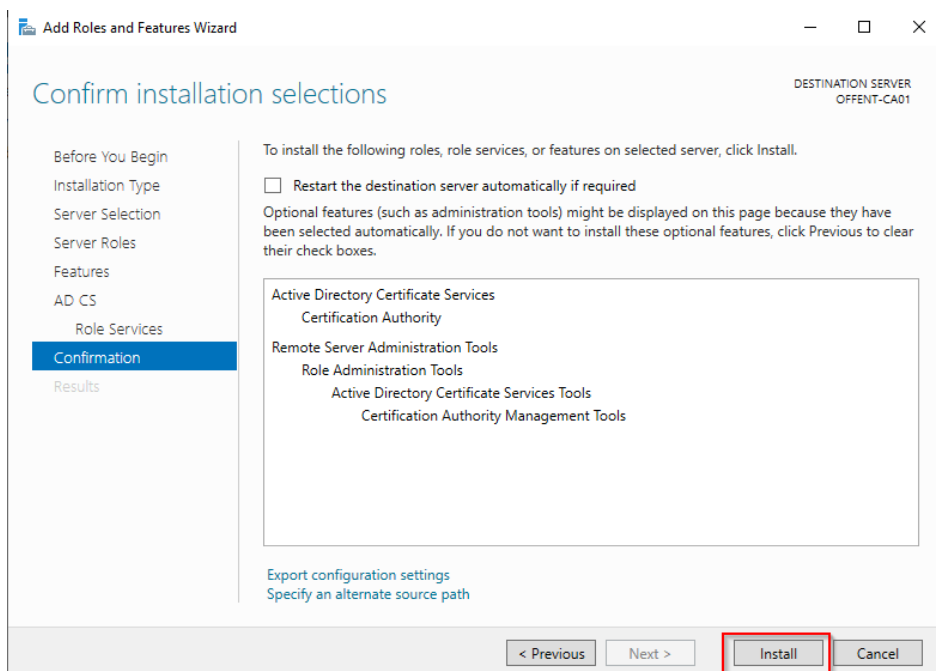 Add Roles and Features Wizard
Confirm installation selections
DESTINATION SERVER
OFFENT-CA01
Before You Begin
Installation Type
Server Selection
Server Roles
Features
AD CS
Role Services
Confirmation
Results
To install the following roles, role services, or features on selected server, click Install.
Restart the destination server automatically if required
Optional features (such as administration tools) might be displayed on this page because they have
been selected automatically. If you do not want to install these optional features, click Previous to clear
their check boxes.
Active Directory Certificate Services
Certification Authority
Remote Server Administration Tools
Role Administration Tools
Active Directory Certificate Services Tools
Certification Authority Management Tools
Export configuration settings
Specify an alternate source path
< Previous
Next >
Install
Cancel